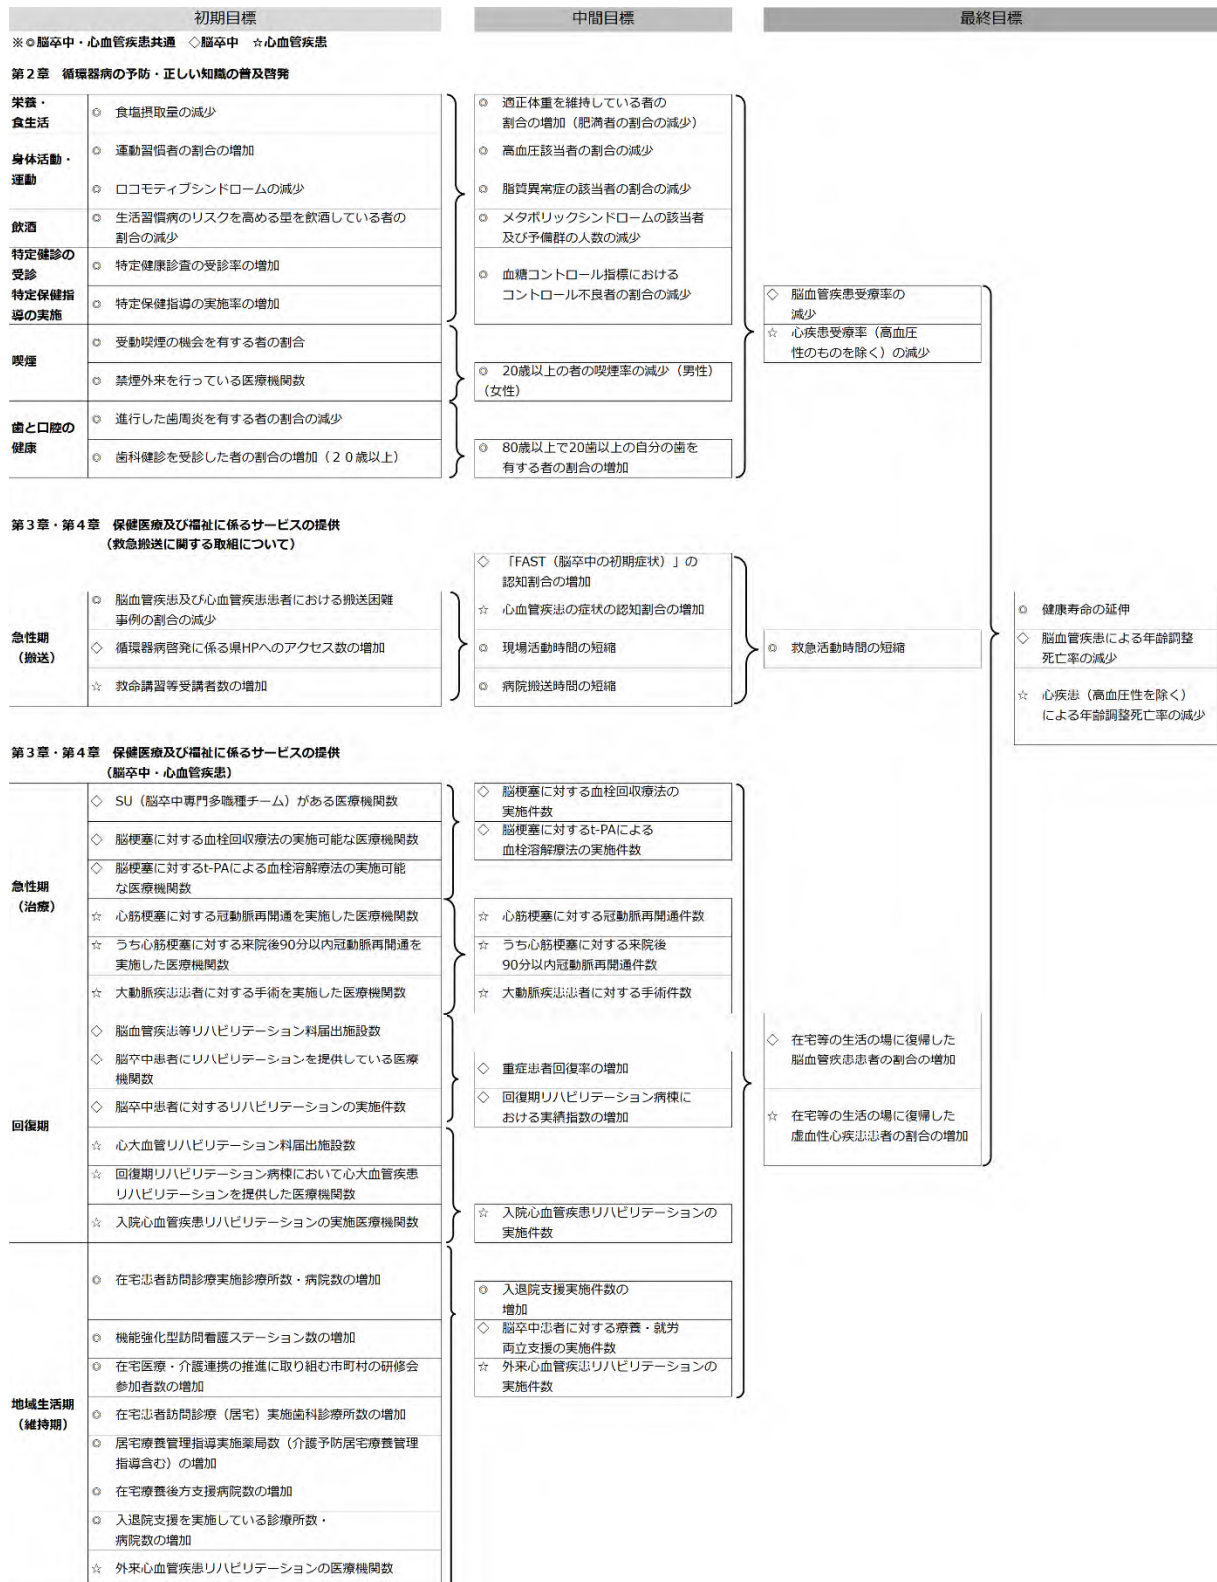 初期目標
中間目標
最終目標
※◎脳卒中・心血管疾患共通　◇脳卒中　☆心血管疾患
第２章　循環器病の予防・正しい知識の普及啓発
栄養・
食生活
◎　食塩摂取量の減少
身体活動・
運動
◎　運動習慣者の割合の増加
◎　ロコモティブシンドロームの減少
飲酒
◎　生活習慣病のリスクを高める量を飲酒している者の
割合の減少
特定健診の
受診
特定保健指
導の実施
◎　特定健康診査の受診率の増加
◎　特定保健指導の実施率の増加
喫煙
◎　受動喫煙の機会を有する者の割合
◎　禁煙外来を行っている医療機関数
歯と口腔の
健康
◎　進行した歯周炎を有する者の割合の減少
◎　歯科健診を受診した者の割合の増加（２０歳以上）
◎　適正体重を維持している者の
割合の増加（肥満者の割合の減少）
◎　高血圧該当者の割合の減少
◎　脂質異常症の該当者の割合の減少
◎　メタボリックシンドロームの該当者
及び予備群の人数の減少
◎　血糖コントロール指標における
コントロール不良者の割合の減少
◎　20歳以上の者の喫煙率の減少（男性）
（女性）
◎　80歳以上で20歯以上の自分の歯を
有する者の割合の増加
◇　脳血管疾患受療率の
減少
☆　心疾患受療率（高血圧
性のものを除く）の減少
第３章・第４章　保健医療及び福祉に係るサービスの提供
（救急搬送に関する取組について）
急性期
（搬送）
◎　脳血管疾患及び心血管疾患患者における搬送困難
事例の割合の減少
◇　循環器病啓発に係る県HPへのアクセス数の増加
☆　救命講習等受講者数の増加
◇　「FAST（脳卒中の初期症状）」の
認知割合の増加
☆　心血管疾患の症状の認知割合の増加
◎　現場活動時間の短縮
◎　病院搬送時間の短縮
◎　救急活動時間の短縮
◎　健康寿命の延伸
◇　脳血管疾患による年齢調整
死亡率の減少
☆　心疾患（高血圧性を除く）
による年齢調整死亡率の減少
第３章・第４章　保健医療及び福祉に係るサービスの提供
（脳卒中・心血管疾患）
急性期
（治療）
◇　SU（脳卒中専門多職種チーム）がある医療機関数
◇　脳梗塞に対する血栓回収療法の実施可能な医療機関数
◇　脳梗塞に対するt-PAによる血栓溶解療法の実施可能
な医療機関数
☆　心筋梗塞に対する冠動脈再開通を実施した医療機関数
☆　うち心筋梗塞に対する来院後90分以内冠動脈再開通を
実施した医療機関数
☆　大動脈疾患患者に対する手術を実施した医療機関数
◇　脳梗塞に対する血栓回収療法の
実施件数
◇　脳梗塞に対するt-PAによる
血栓溶解療法の実施件数
☆　心筋梗塞に対する冠動脈再開通件数
☆　うち心筋梗塞に対する来院後
90分以内冠動脈再開通件数
☆　大動脈疾患患者に対する手術件数
回復期
◇　脳血管疾患等リハビリテーション料届出施設数
◇　脳卒中患者にリハビリテーションを提供している医療
機関数
◇　脳卒中患者に対するリハビリテーションの実施件数
☆　心大血管リハビリテーション料届出施設数
☆　回復期リハビリテーション病棟において心大血管疾患
リハビリテーションを提供した医療機関数
☆　入院心血管疾患リハビリテーションの実施医療機関数
◇　重症患者回復率の増加
◇　回復期リハビリテーション病棟に
おける実績指数の増加
☆　入院心血管疾患リハビリテーションの
実施件数
◇　在宅等の生活の場に復帰した
脳血管疾患患者の割合の増加
☆　在宅等の生活の場に復帰した
虚血性心疾患患者の割合の増加
地域生活期
（維持期）
◎　在宅患者訪問診療実施診療所数・病院数の増加
◎　機能強化型訪問看護ステーション数の増加
◎　在宅医療・介護連携の推進に取り組む市町村の研修会
参加者数の増加
◎　在宅患者訪問診療（居宅）実施歯科診療所数の増加
◎　居宅療養管理指導実施薬局数（介護予防居宅療養管理
指導含む）の増加
◎　在宅療養後方支援病院数の増加
◎　入退院支援を実施している診療所数・
病院数の増加
☆　外来心血管疾患リハビリテーションの医療機関数
◎　入退院支援実施件数の
増加
◇　脳卒中患者に対する療養・就労
両立支援の実施件数
☆　外来心血管疾患リハビリテーションの
実施件数